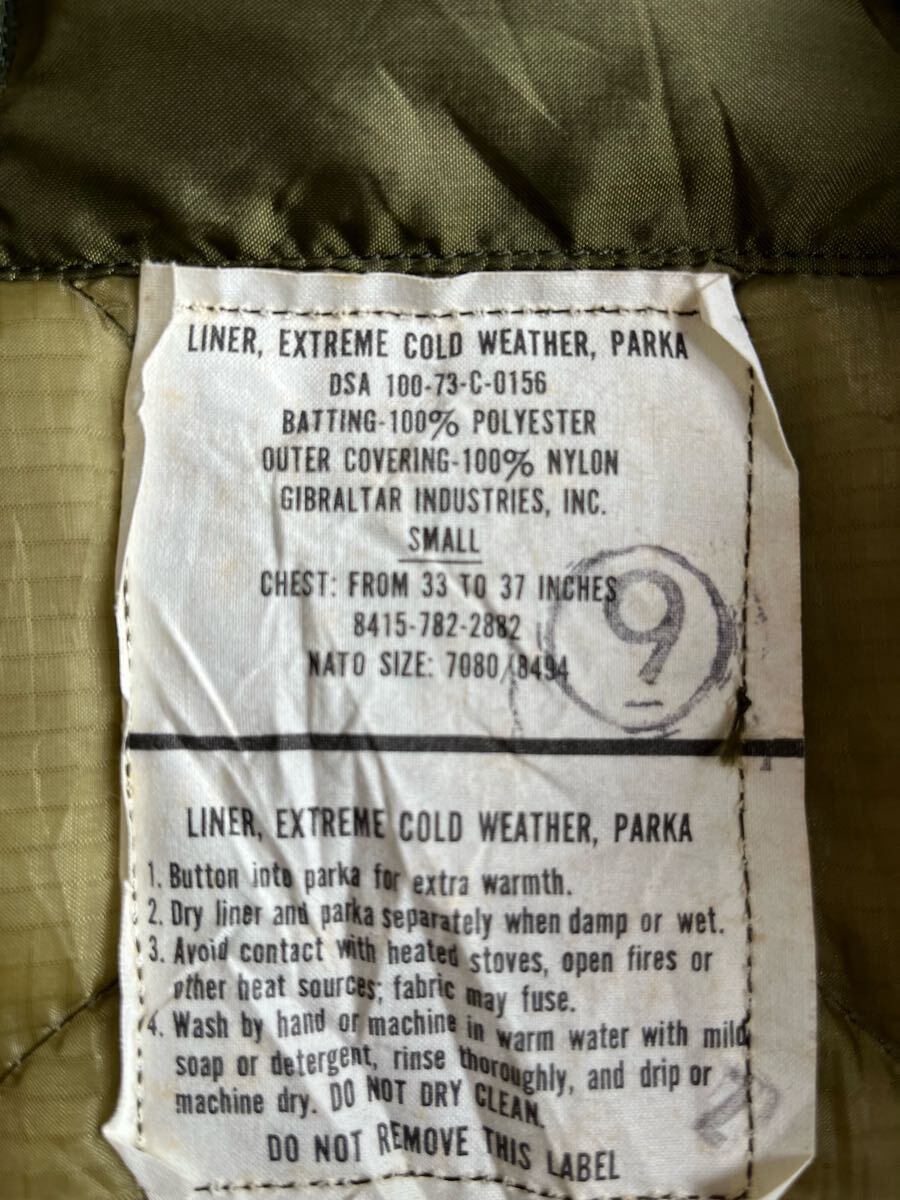 LINER, EXTREME COLD WEATHER, PARKA
DSA 100-73-C-0156
BATTING-100% POLYESTER
OUTER COVERING-100% NYLON
GIBRALTAR INDUSTRIES, INC.
SMALL
CHEST: FROM 33 TO 37 INCHES
8415-782-2882
NATO SIZE: 7080/8494
9
LINER, EXTREME COLD WEATHER, PARKA
1. Button into parka for extra warmth.
2. Dry liner and parka separately when damp or wet.
3. Avoid contact with heated stoves, open fires or
other heat sources; fabric may fuse.
4. Wash by hand or machine in warm water with mild
soap or detergent, rinse thoroughly, and drip or
machine dry. DO NOT DRY CLEAN.
DO NOT REMOVE THIS LABEL